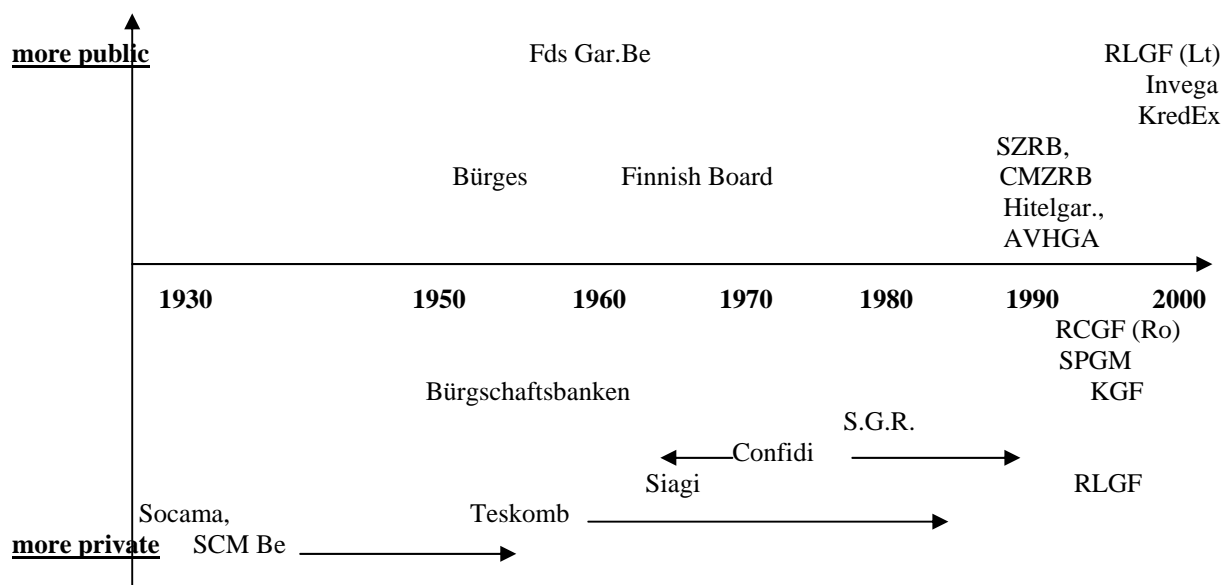 more public Fds Gar.Be RLGF (Lt)
Invega
KredEx
SZRB,
Bürges Finnish Board CMZRB
Hitelgar.,
AVHGA
1930 1950 1960 1970 1980 1990 2000
RCGF (Ro)
SPGM
Bürgschaftsbanken KGF
S.G.R.
Confidi
Siagi RLGF
Socama, Teskomb
more private SCM Be